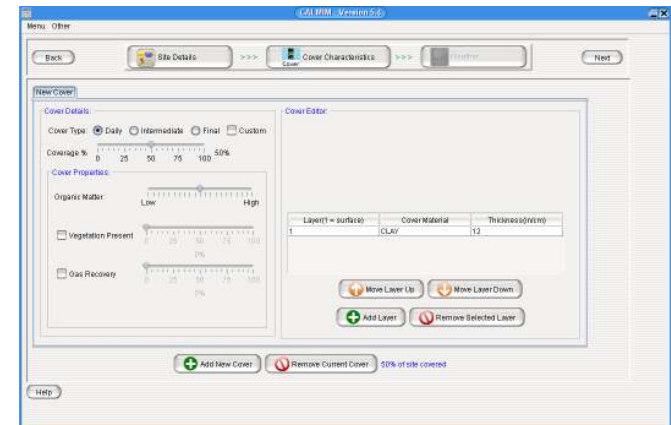 CALMIM - Version 5.4
Menu Other
Back
Site Details
>>>
Cover
Cover Characteristics
>>>
Next
New Cover
Cover Details:
Cover Type: Daily Intermediate Final Custom
Coverage % 0 25 50 75 100 50%
Cover Properties:
Organic Matter: Low High
Vegetation Present 0 25 50 75 100
0%
Gas Recovery 0 25 50 75 100
0%
Cover Editor:
Layer(1 = surface) Cover Material Thickness(in/cm)
1 CLAY 12
Move Layer Up
Move Layer Down
Add Layer
Remove Selected Layer
Add New Cover
Remove Current Cover
50% of site covered
Help